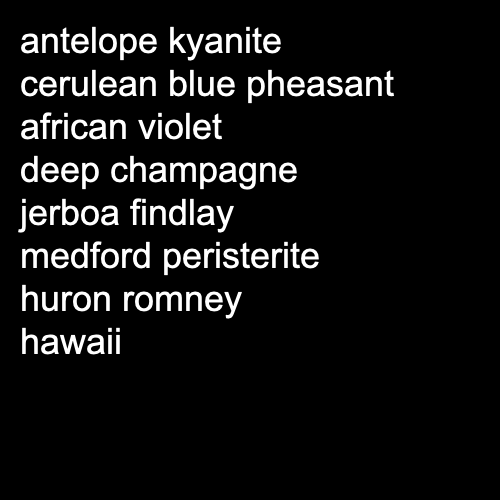 antelope kyanite
cerulean blue pheasant
african violet
deep champagne
jerboa findlay
medford peristerite
huron romney
hawaii